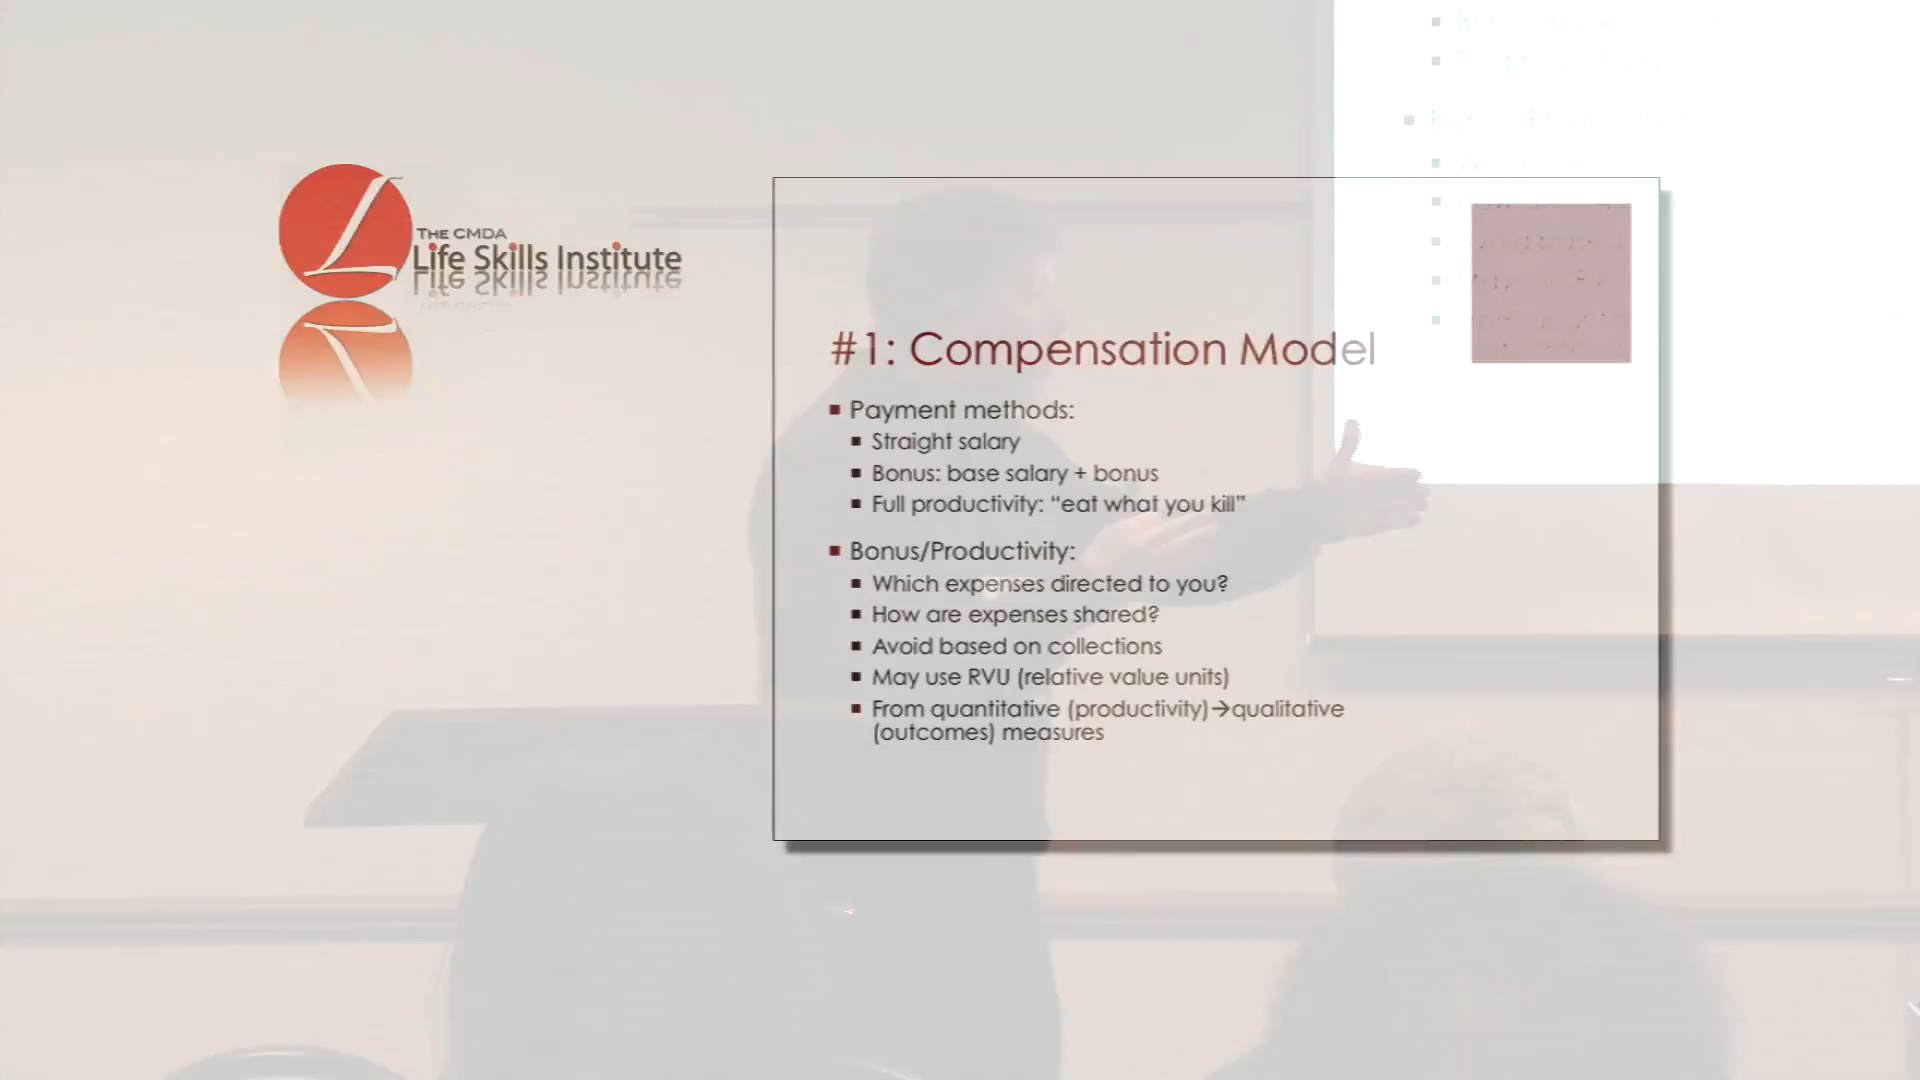 THE CMDA
Life Skills Institute
#1: Compensation Model
▪ Payment methods:
▪ Straight salary
▪ Bonus: base salary + bonus
▪ Full productivity: “eat what you kill”
▪ Bonus/Productivity:
▪ Which expenses directed to you?
▪ How are expenses shared?
▪ Avoid based on collections
▪ May use RVU (relative value units)
▪ From quantitative (productivity)→qualitative
(outcomes) measures